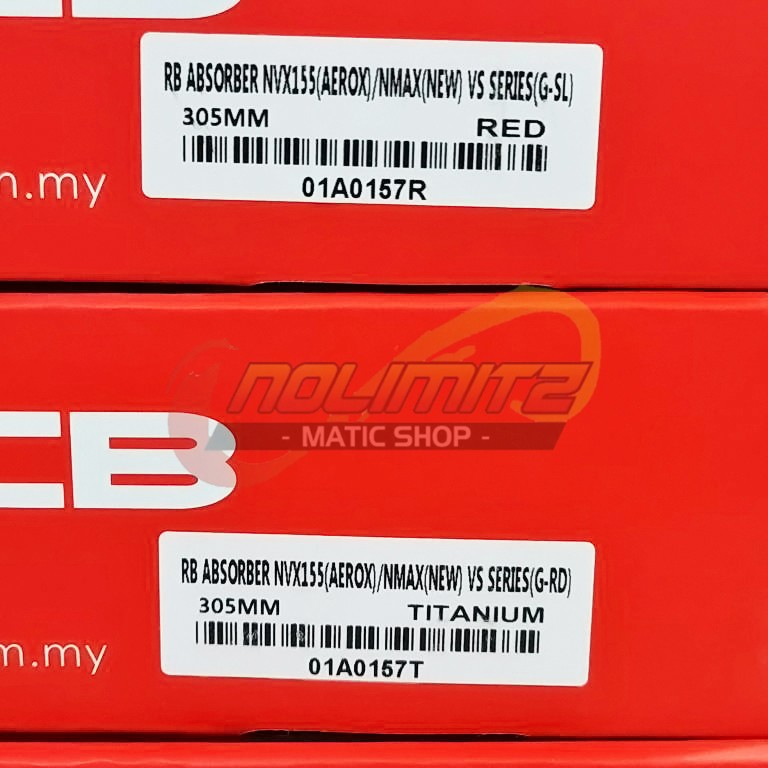 CB
RB ABSORBER NVX155(AEROX)/NMAX(NEW) VS SERIES(G-SL)
305MM RED
01A0157R
.my
NOLIMITZ
- MATIC SHOP -
CB
RB ABSORBER NVX155(AEROX)/NMAX(NEW) VS SERIES(G-RD)
305MM TITANIUM
01A0157T
m.my